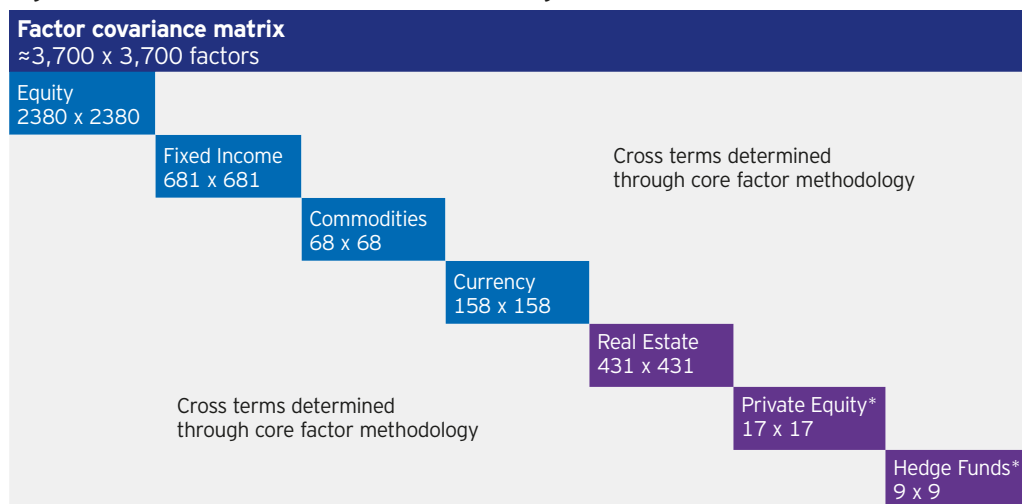 Factor covariance matrix
≈3,700 x 3,700 factors
Equity
2380 x 2380
Fixed Income
681 x 681
Cross terms determined
through core factor methodology
Commodities
68 x 68
Currency
158 x 158
Real Estate
431 x 431
Cross terms determined
through core factor methodology
Private Equity*
17 x 17
Hedge Funds*
9 x 9